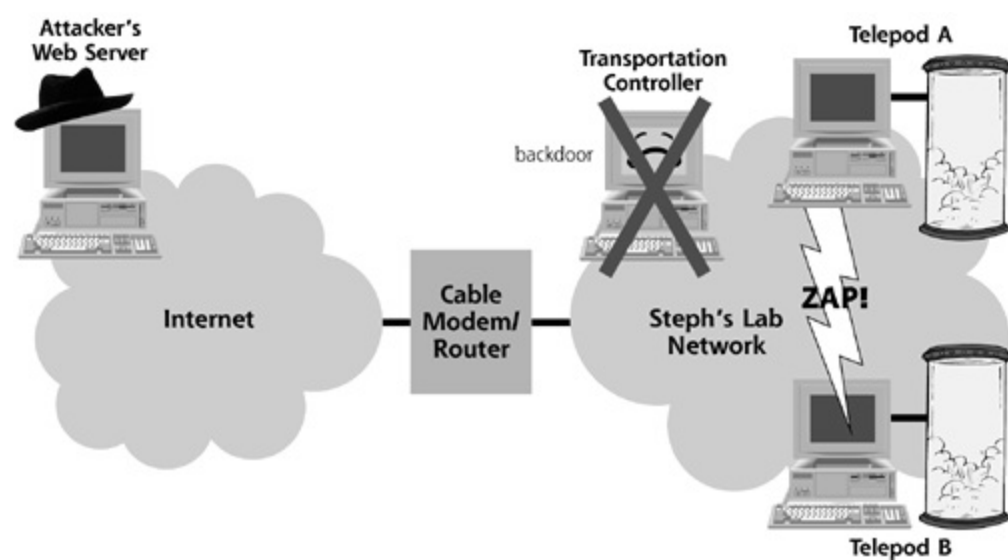 Attacker's
Web Server
Transportation
Controller
Telepod A
backdoor
Internet
Cable
Modem/
Router
Steph's Lab
Network
ZAP!
Telepod B